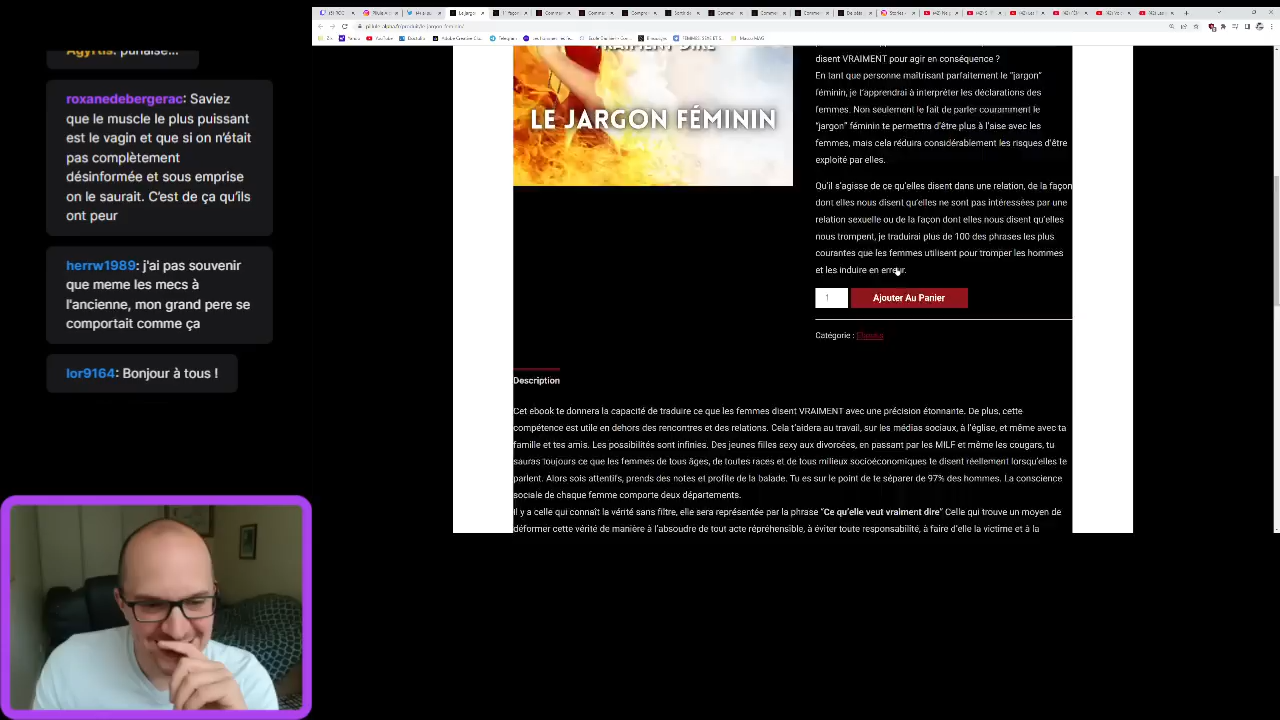 Agyfus: punaise...
roxanedebergerac: Saviez
que le muscle le plus puissant
est le vagin et que si on n'était
pas complètement
désinformée et sous emprise
on le saurait. C'est de ça qu'ils
ont peur
herrw1989: j'ai pas souvenir
que mente les mecs de
l'ancienne mon grand pere se
comportait comme ça
lor9164: Bonjour à tous !
YouTube
Telegram
VRAIMENT DIRE
LE JARGON FÉMININ
disent VRAIMENT pour agir en conséquence ?
En tant que personne maîtrisant parfaitement le "jargon"
féminin, je t'apprendrai à interpréter les déclarations des
femmes. Non seulement le fait de parler couramment le
"jargon" féminin te permettra d'être plus à l'aise avec les
femmes, mais cela réduira considérablement les risques d'être
exploité par elles.
Qu'il s'agisse de ce qu'elles disent dans une relation, de la façon
dont elles nous disent qu'elles ne sont pas intéressées par une
relation sexuelle ou de la façon dont elles nous disent qu'elles
nous trompent, je traduirai plus de 100 des phrases les plus
courantes que les femmes utilisent pour tromper les hommes
et les induire en erreur.
1
Ajouter Au Panier
Catégorie : Ebooks
Description
Cet ebook te donnera la capacité de traduire ce que les femmes disent VRAIMENT avec une précision étonnante. De plus, cette
compétence est utile en dehors des rencontres et des relations. Cela t'aidera au travail, sur les médias sociaux, à l'église, et même avec ta
famille et tes amis. Les possibilités sont infinies. Des jeunes filles sexy aux divorcées, en passant par les MILF et même les cougars, tu
sauras toujours ce que les femmes de tous âges, de toutes races et de tous milieux socioéconomiques te disent réellement lorsqu'elles te
parlent. Alors sois attentifs, prends des notes et profite de la balade. Tu es sur le point de te séparer de 97% des hommes. La conscience
sociale de chaque femme comporte deux départements.
Il y a celle qui connaît la vérité sans filtre, elle sera représentée par la phrase "Ce qu'elle veut vraiment dire" Celle qui trouve un moyen de
déformer cette vérité de manière à l'absoudre de tout acte répréhensible, à éviter toute responsabilité, à faire d'elle la victime et à la